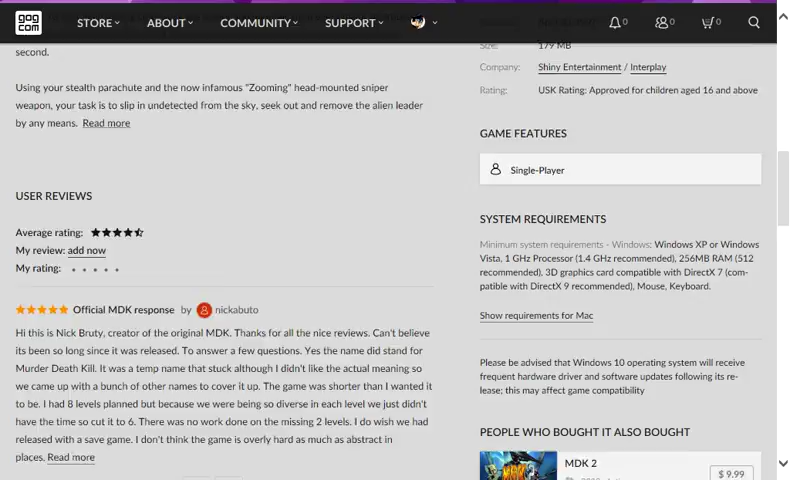 gog
com
STORE
ABOUT
COMMUNITY
SUPPORT
0
0
0
second.
Using your stealth parachute and the now infamous "Zooming" head-mounted sniper
weapon, your task is to slip in undetected from the sky, seek out and remove the alien leader
by any means. Read more
USER REVIEWS
Average rating:
My review: add now
My rating:
Official MDK response by nickabuto
Hi this is Nick Bruty, creator of the original MDK. Thanks for all the nice reviews. Can't believe
its been so long since it was released. To answer a few questions. Yes the name did stand for
Murder Death Kill. It was a temp name that stuck although I didn't like the actual meaning so
we came up with a bunch of other names to cover it up. The game was shorter than I wanted it
to be. I had 8 levels planned but because we were being so diverse in each level we just didn't
have the time so cut it to 6. There was no work done on the missing 2 levels. I do wish we had
released with a save game. I don't think the game is overly hard as much as abstract in
places. Read more
Size: 179 MB
Company: Shiny Entertainment / Interplay
Rating: USK Rating: Approved for children aged 16 and above
GAME FEATURES
Single-Player
SYSTEM REQUIREMENTS
Minimum system requirements - Windows: Windows XP or Windows
Vista, 1 GHz Processor (1.4 GHz recommended), 256MB RAM (512
recommended), 3D graphics card compatible with DirectX 7 (com-
patible with DirectX 9 recommended), Mouse, Keyboard.
Show requirements for Mac
Please be advised that Windows 10 operating system will receive
frequent hardware driver and software updates following its re-
lease; this may affect game compatibility
PEOPLE WHO BOUGHT IT ALSO BOUGHT
MDK 2
$ 9.99